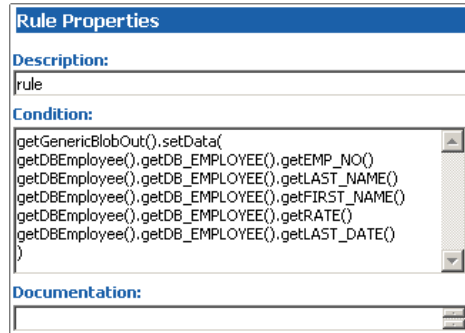 Rule Properties
Description:
rule
Condition:
getGenericBlobOut().setData(
getDBEmployee().getDB_EMPLOYEE().getEMP_NO()
getDBEmployee().getDB_EMPLOYEE().getLAST_NAME()
getDBEmployee().getDB_EMPLOYEE().getFIRST_NAME()
getDBEmployee().getDB_EMPLOYEE().getRATE()
getDBEmployee().getDB_EMPLOYEE().getLAST_DATE()
)
Documentation: